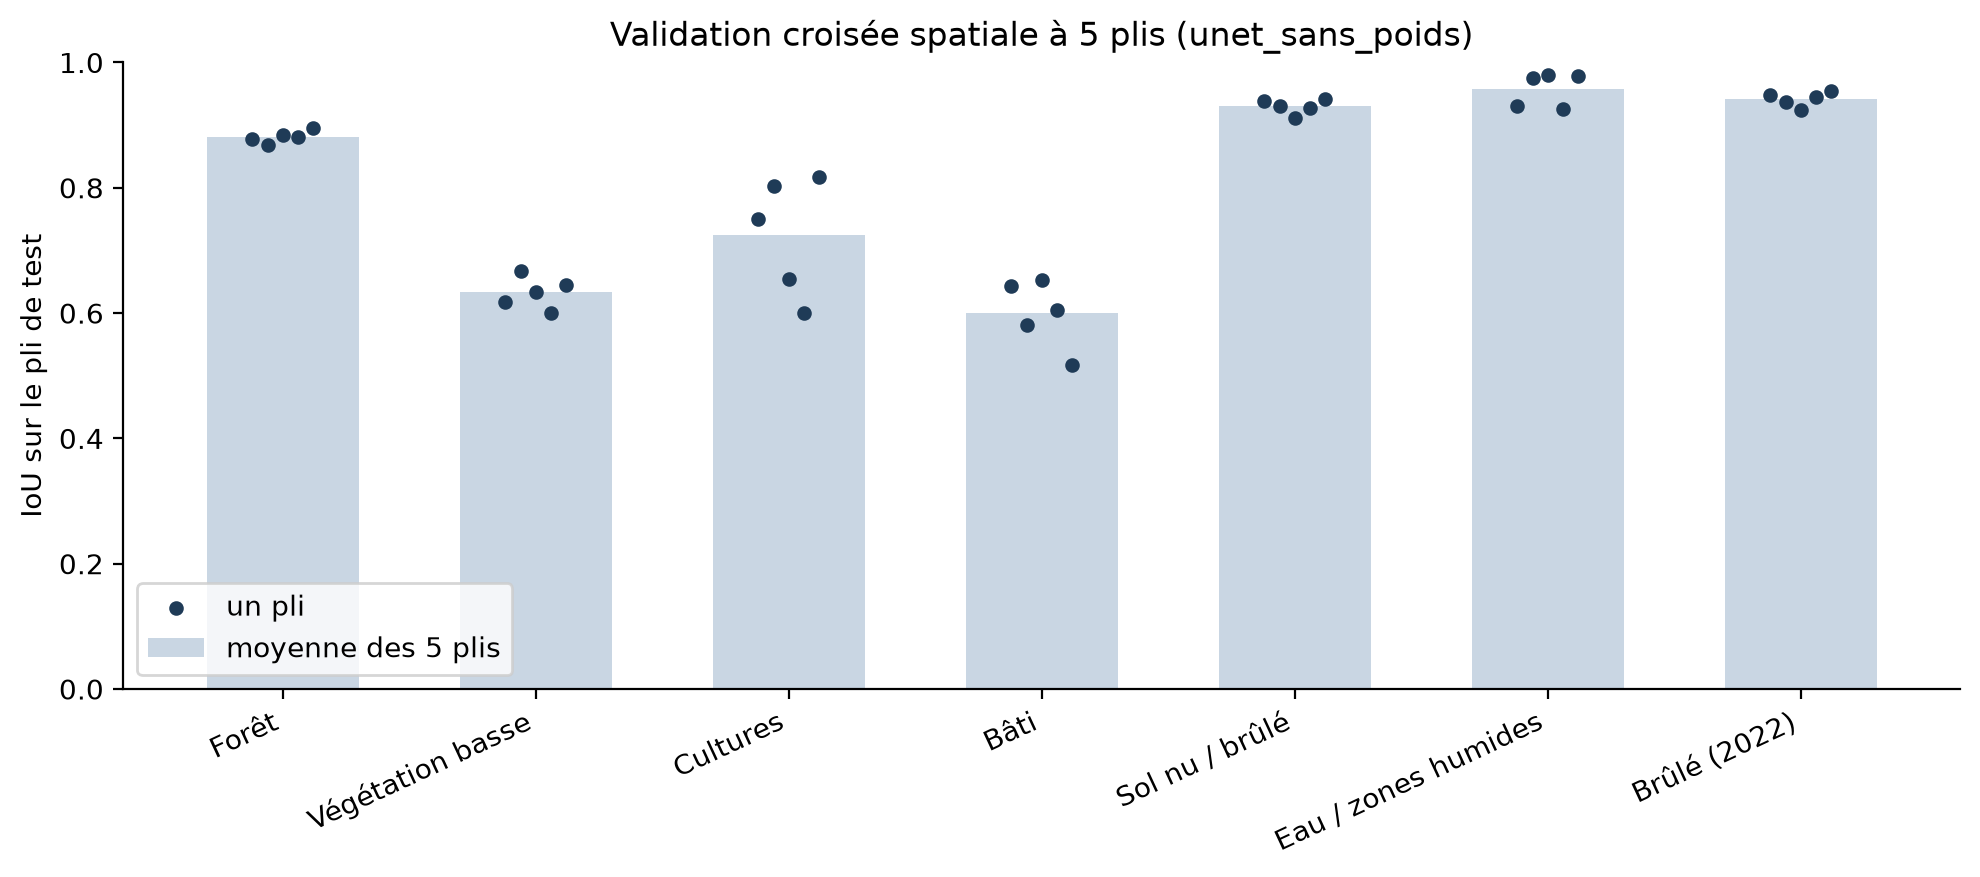 Validation croisée spatiale à 5 plis (unet_sans_poids)
IoU sur le pli de test
1.0
0.8
0.6
0.4
0.2
0.0
un pli
moyenne des 5 plis
Forêt
Végétation basse
Cultures
Bâti
Sol nu / brûlé
Eau / zones humides
Brûlé (2022)